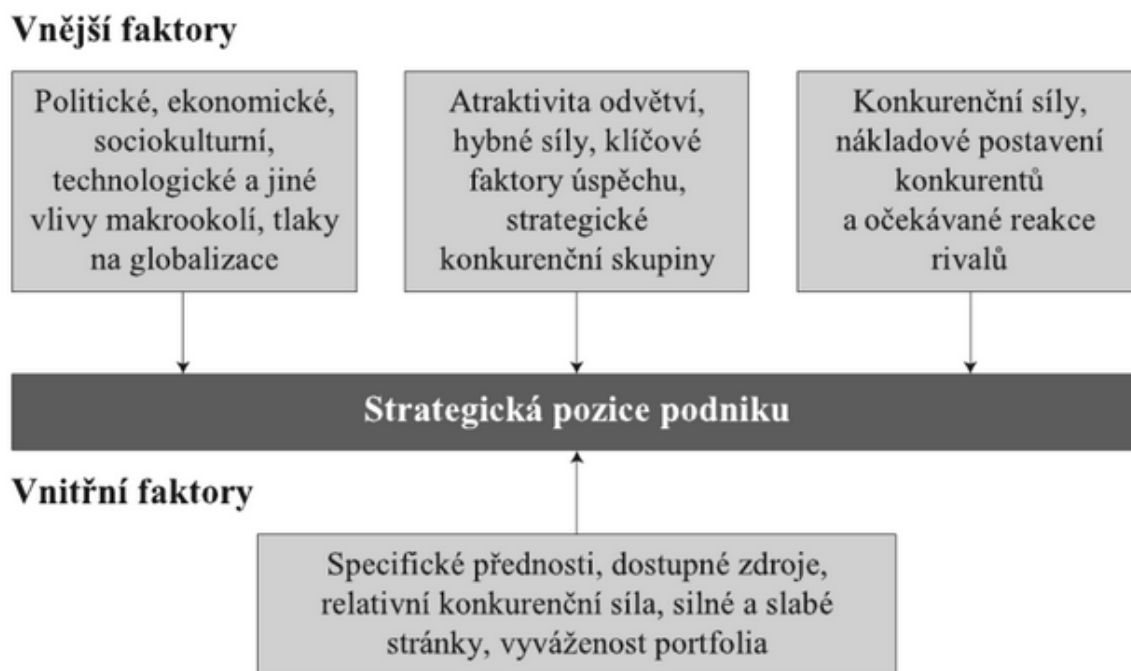 Vnější faktory
Politické, ekonomické,
sociokulturní,
technologické a jiné
vlivy makrookolí, tlaky
na globalizace
Atraktivita odvětví,
hybné síly, klíčové
faktory úspěchu,
strategické
konkurenční skupiny
Konkurenční síly,
nákladové postavení
konkurentů
a očekávané reakce
rivalů
Strategická pozice podniku
Vnitřní faktory
Specifické přednosti, dostupné zdroje,
relativní konkurenční síla, silné a slabé
stránky, vyváženost portfolia